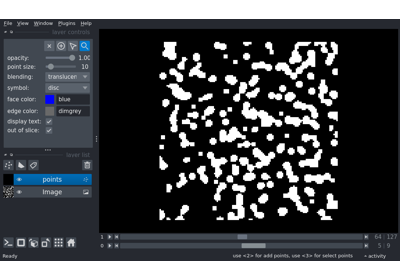 File View Window Plugins Help
layer controls
opacity: 1.00
point size: 10
blending: translucen
symbol: disc
face color: blue
edge color: dimgrey
display text:
out of slice:
layer list
points
Image
1 64 127
0 5 9
Ready use <2> for add points, use <3> for select points activity